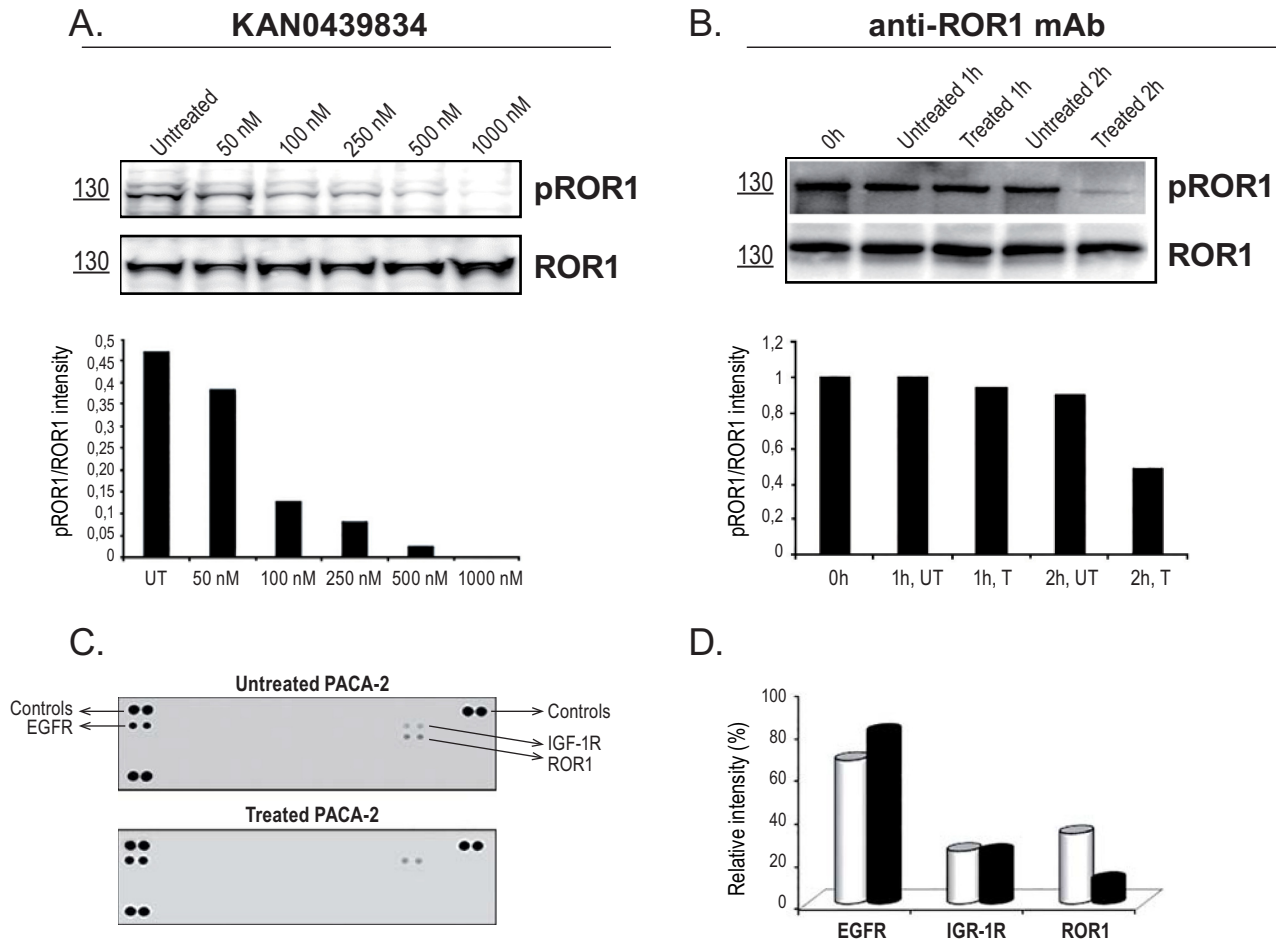 A.
KAN0439834
Untreated
50 nM
100 nM
250 nM
500 nM
1000 nM
130
pROR1
130
ROR1
pROR1/ROR1 intensity
0,5
0,45
0,4
0,35
0,3
0,25
0,20
0,15
0,1
0,05
0
UT
50 nM
100 nM
250 nM
500 nM
1000 nM
B.
anti-ROR1 mAb
0h
Untreated 1h
Treated 1h
Untreated 2h
Treated 2h
130
pROR1
130
ROR1
pROR1/ROR1 intensity
1,2
1
0,8
0,6
0,4
0,2
0
0h
1h, UT
1h, T
2h, UT
2h, T
C.
Untreated PACA-2
Controls
EGFR
Controls
IGF-1R
ROR1
Treated PACA-2
D.
Relative intensity (%)
100
80
60
40
20
0
EGFR
IGR-1R
ROR1